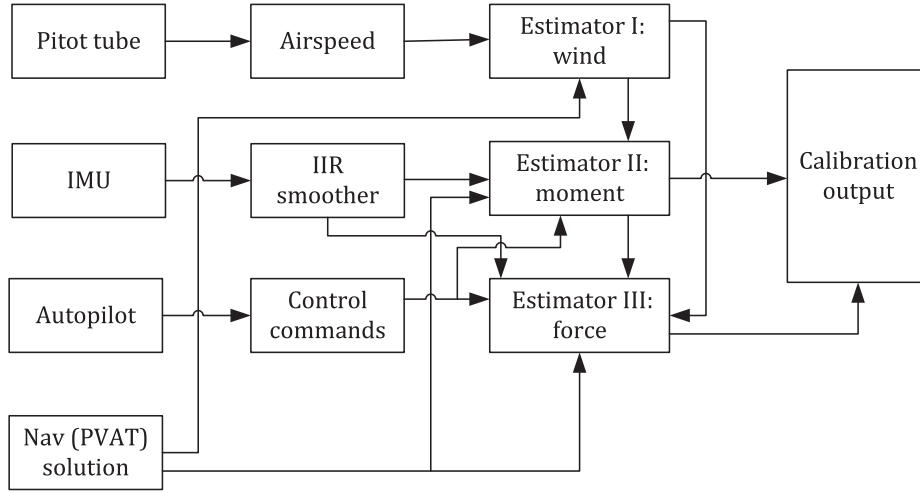 Pitot tube
Airspeed
Estimator I:
wind
IMU
IIR
smoother
Estimator II:
moment
Calibration
output
Autopilot
Control
commands
Estimator III:
force
Nav (PVAT)
solution